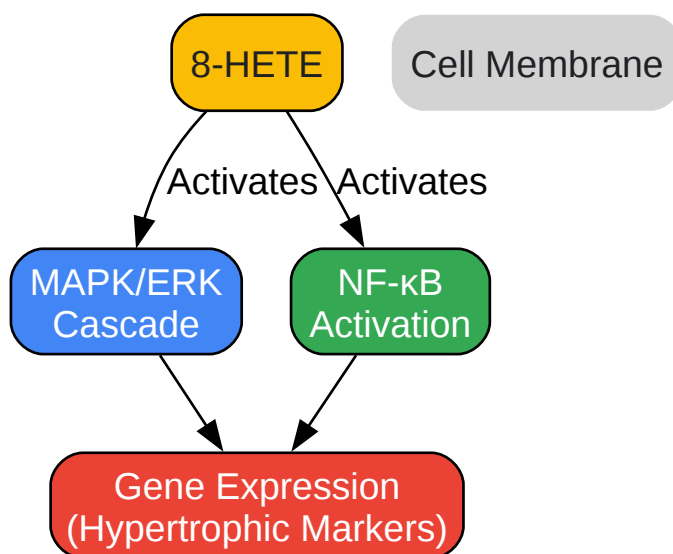 8-HETE
Cell Membrane
Activates
Activates
MAPK/ERK
Cascade
NF-κB
Activation
Gene Expression
(Hypertrophic Markers)